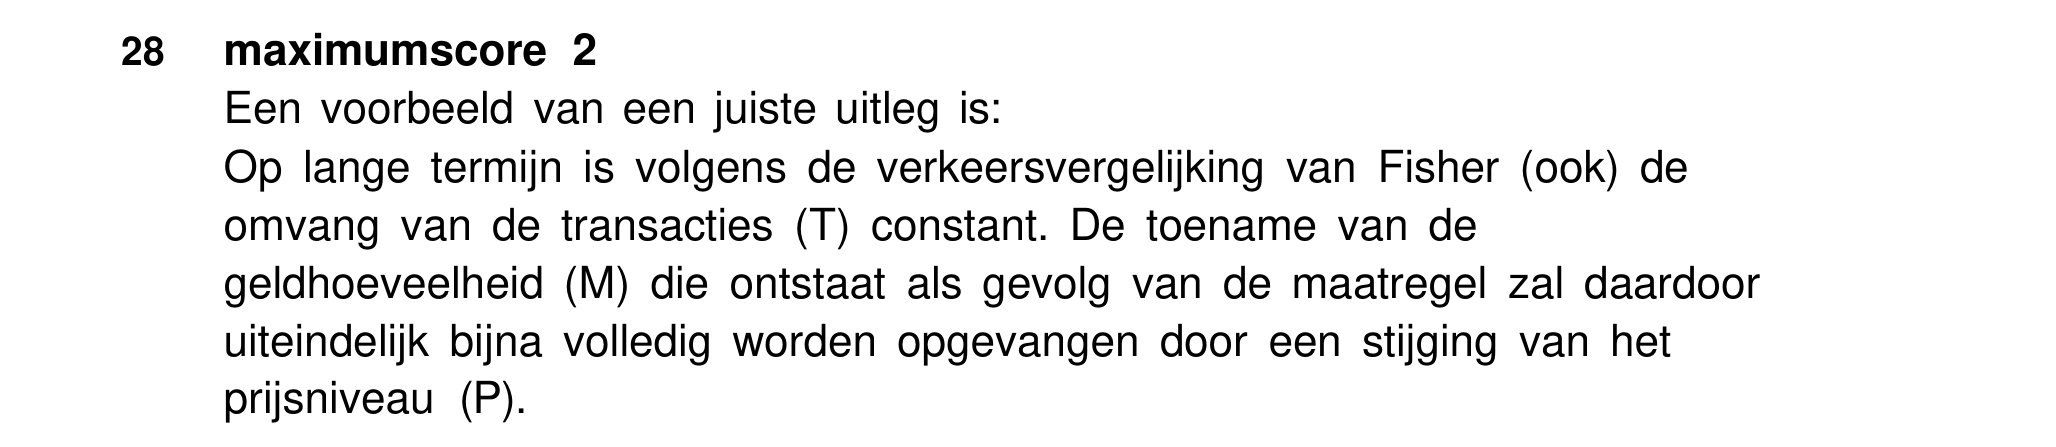 28 maximumscore 2
Een voorbeeld van een juiste uitleg is:
Op lange termijn is volgens de verkeersvergelijking van Fisher (ook) de
omvang van de transacties (T) constant. De toename van de
geldhoeveelheid (M) die ontstaat als gevolg van de maatregel zal daardoor
uiteindelijk bijna volledig worden opgevangen door een stijging van het
prijsniveau (P).